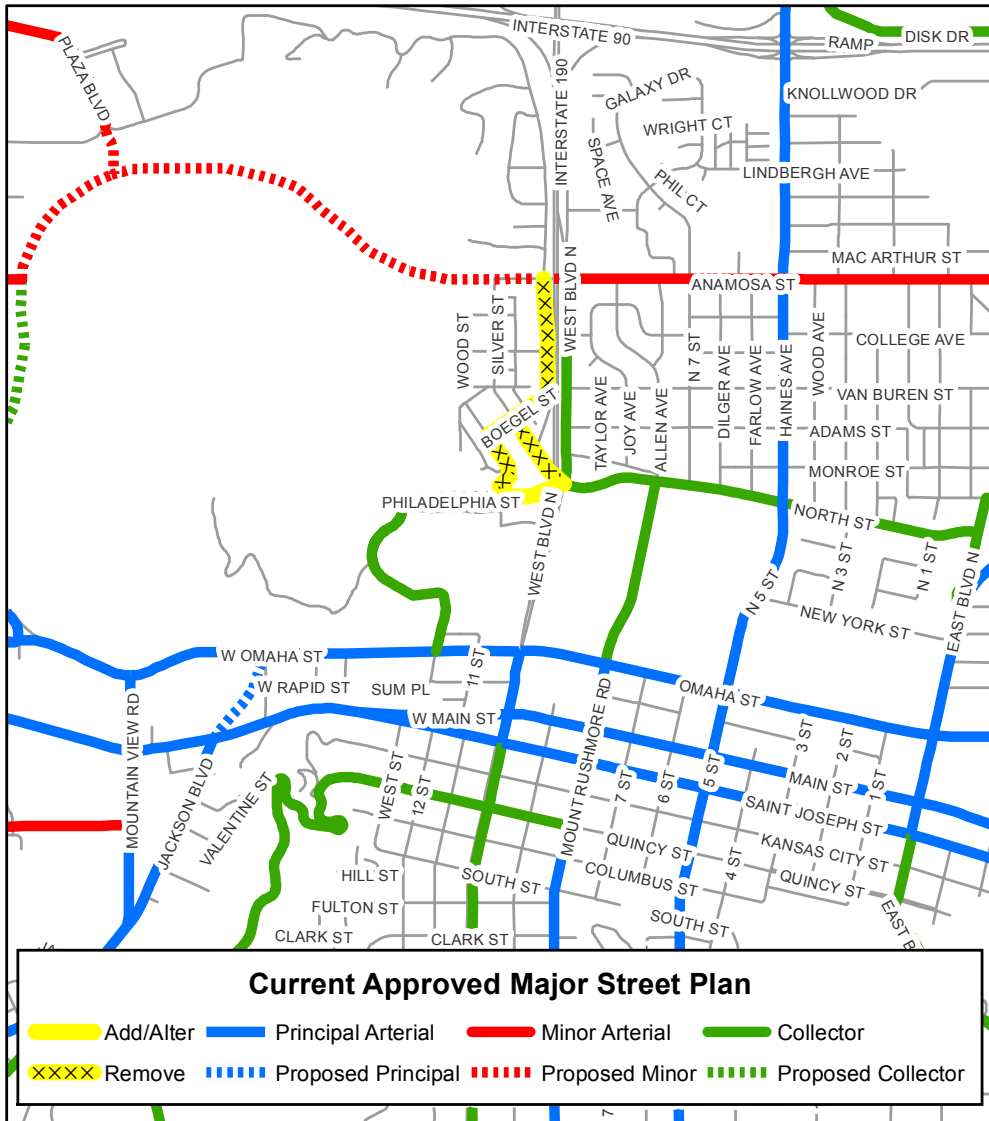 INTERSTATE 90
RAMP
DISK DR
PLAZA BLVD
INTERSTATE 190
GALAXY DR
KNOLLWOOD DR
WRIGHT CT
SPACE AVE
LINDBERGH AVE
PHIL CT
MAC ARTHUR ST
WEST BLVD N
ANAMOSA ST
WOOD ST
SILVER ST
N 7 ST
WOOD AVE
COLLEGE AVE
DILGER AVE
FARLOW AVE
HAINES AVE
TAYLOR AVE
JOY AVE
ALLEN AVE
VAN BUREN ST
BOEGEL ST
ADAMS ST
MONROE ST
PHILADELPHIA ST
WEST BLVD N
NORTH ST
N 5 ST
N 3 ST
N 1 ST
EAST BLVD N
NEW YORK ST
W OMAHA ST
11 ST
W RAPID ST
SUM PL
OMAHA ST
MOUNTAIN VIEW RD
W MAIN ST
MOUNT RUSHMORE RD
3 ST
2 ST
1 ST
MAIN ST
JACKSON BLVD
VALENTINE ST
WEST ST
12 ST
7 ST
6 ST
5 ST
SAINT JOSEPH ST
KANSAS CITY ST
QUINCY ST
4 ST
QUINCY ST
HILL ST
SOUTH ST
COLUMBUS ST
FULTON ST
SOUTH ST
EAST B
CLARK ST
CLARK ST
Current Approved Major Street Plan
Add/Alter Principal Arterial Minor Arterial Collector
Remove Proposed Principal Proposed Minor Proposed Collector
7